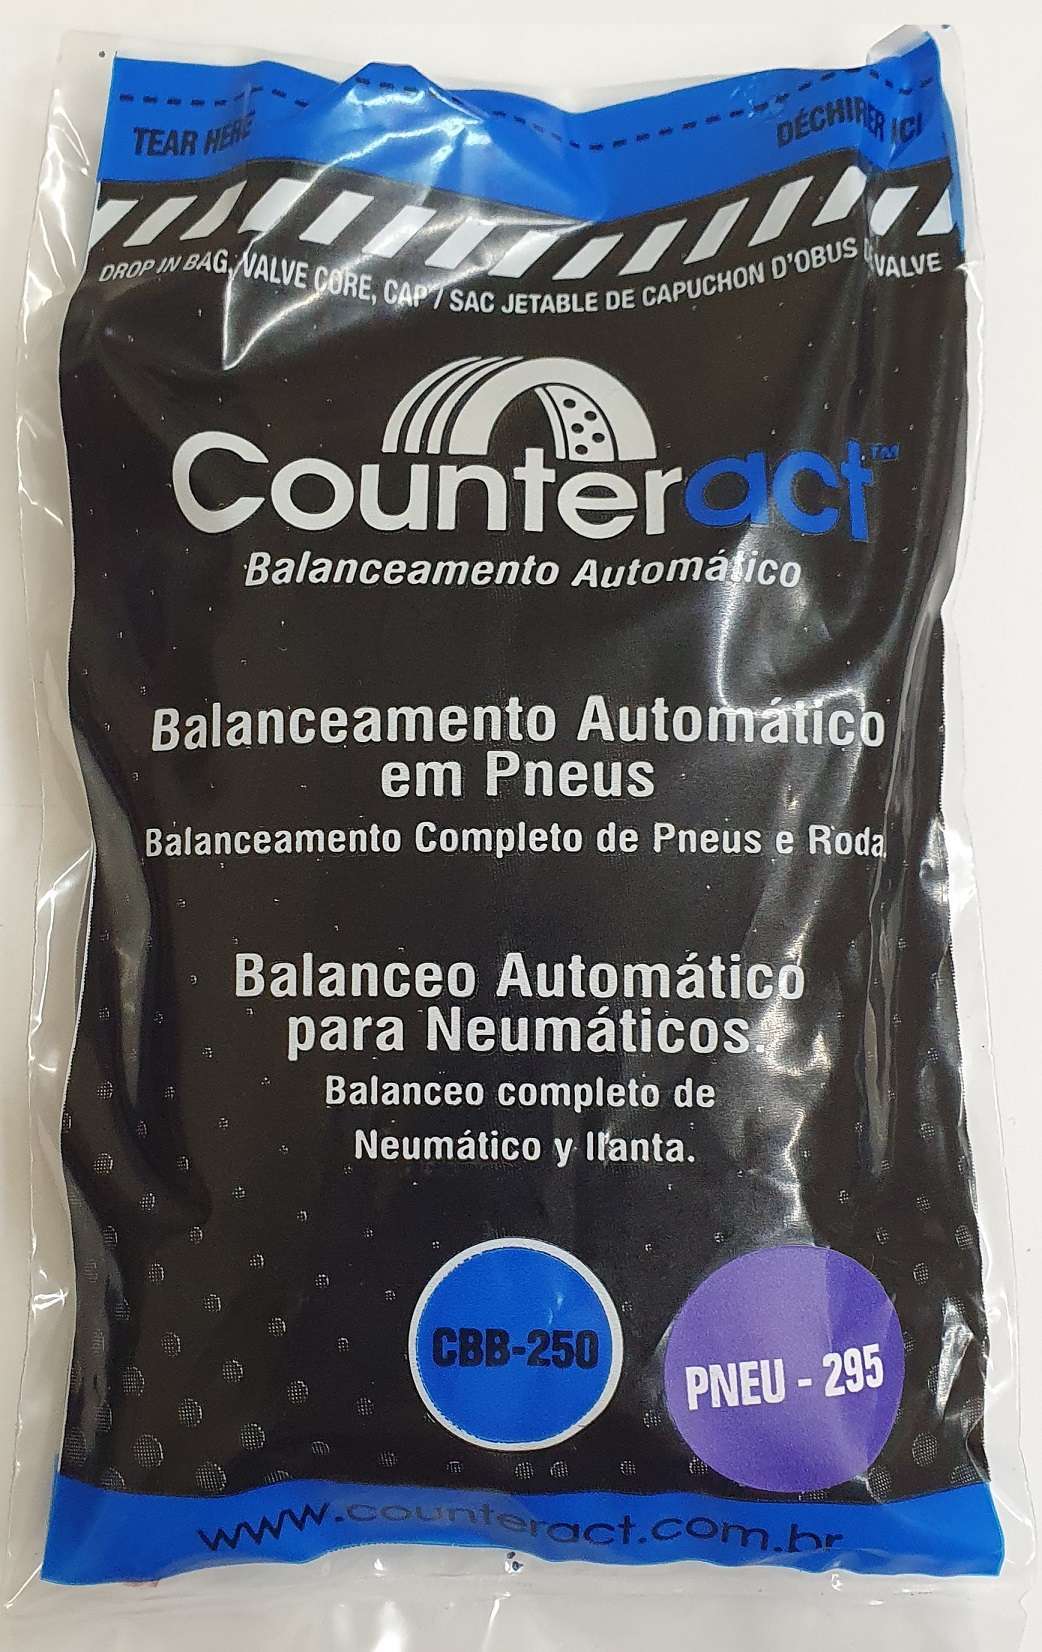 TEAR HERE
DÉCHIRER ICI
DROP IN BAG, VALVE CORE, CAP / SAC JETABLE DE CAPUCHON D'OBUS VALVE
Counteract™
Balanceamento Automático
Balanceamento Automático
em Pneus
Balanceamento Completo de Pneus e Roda.
Balanceo Automático
para Neumáticos.
Balanceo completo de
Neumático y llanta.
CBB-250
PNEU - 295
www.counteract.com.br